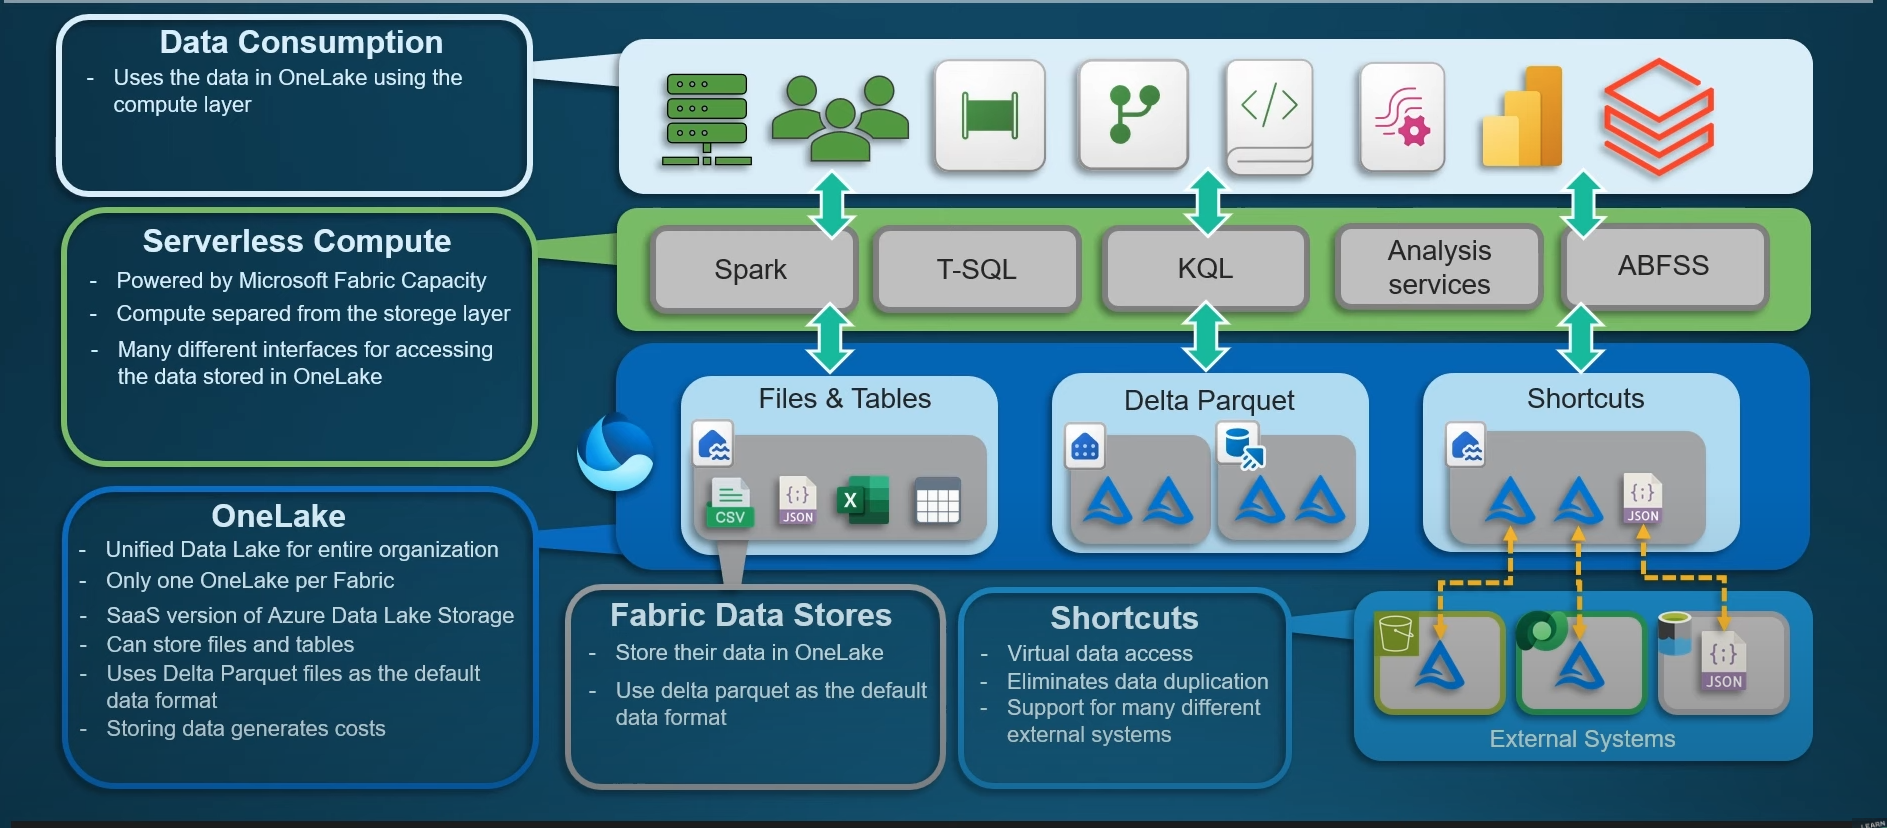 Data Consumption
- Uses the data in OneLake using the
compute layer
Serverless Compute
- Powered by Microsoft Fabric Capacity
- Compute separed from the storege layer
- Many different interfaces for accessing
the data stored in OneLake
Spark
T-SQL
KQL
Analysis
services
ABFSS
Files & Tables
CSV
{;}
JSON
X
Delta Parquet
Shortcuts
{;}
JSON
OneLake
- Unified Data Lake for entire organization
- Only one OneLake per Fabric
- SaaS version of Azure Data Lake Storage
- Can store files and tables
- Uses Delta Parquet files as the default
data format
- Storing data generates costs
Fabric Data Stores
- Store their data in OneLake
- Use delta parquet as the default
data format
Shortcuts
- Virtual data access
- Eliminates data duplication
- Support for many different
external systems
{;}
JSON
External Systems
LEARN